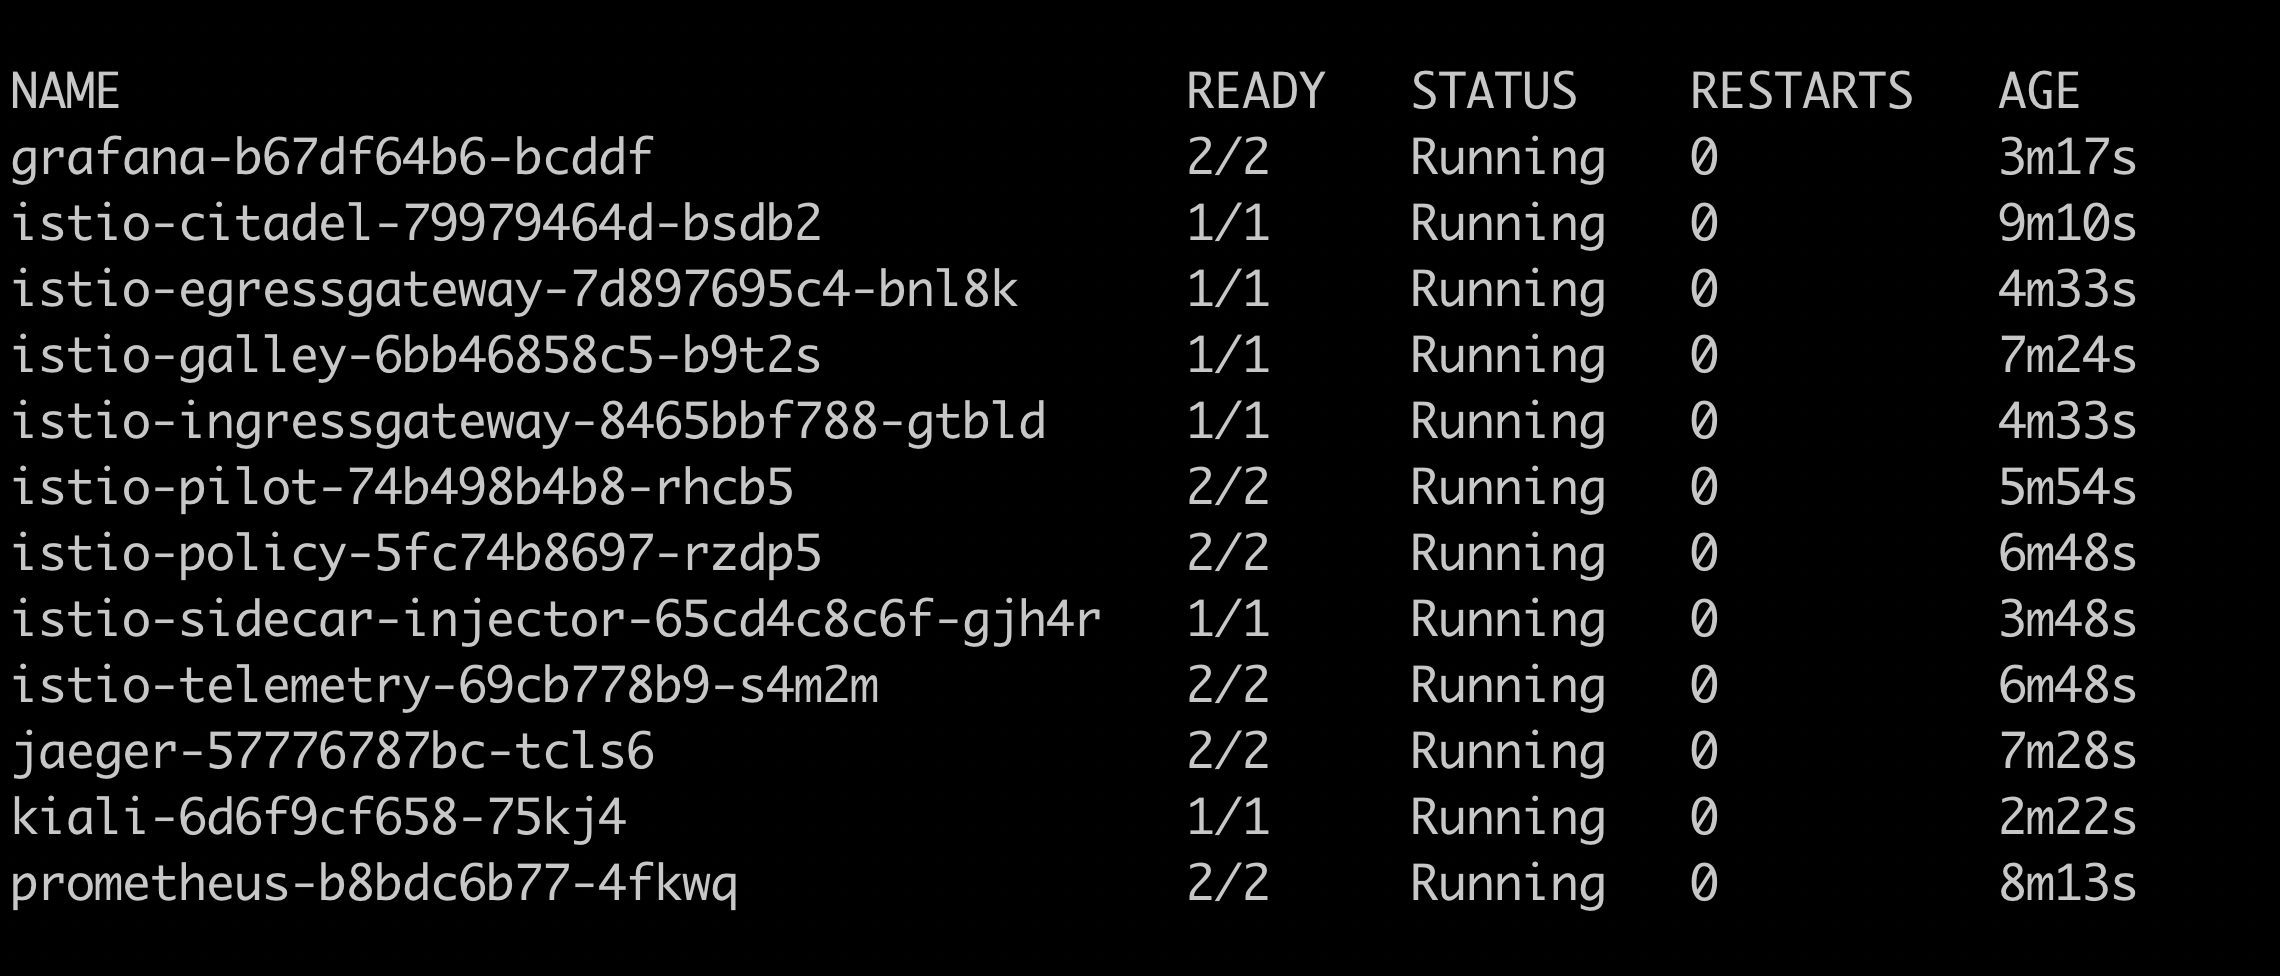 NAME READY STATUS RESTARTS AGE
grafana-b67df64b6-bcddf 2/2 Running 0 3m17s
istio-citadel-79979464d-bsdb2 1/1 Running 0 9m10s
istio-egressgateway-7d897695c4-bnl8k 1/1 Running 0 4m33s
istio-galley-6bb46858c5-b9t2s 1/1 Running 0 7m24s
istio-ingressgateway-8465bbf788-gtbld 1/1 Running 0 4m33s
istio-pilot-74b498b4b8-rhcb5 2/2 Running 0 5m54s
istio-policy-5fc74b8697-rzdp5 2/2 Running 0 6m48s
istio-sidecar-injector-65cd4c8c6f-gjh4r 1/1 Running 0 3m48s
istio-telemetry-69cb778b9-s4m2m 2/2 Running 0 6m48s
jaeger-57776787bc-tcls6 2/2 Running 0 7m28s
kiali-6d6f9cf658-75kj4 1/1 Running 0 2m22s
prometheus-b8bdc6b77-4fkwq 2/2 Running 0 8m13s